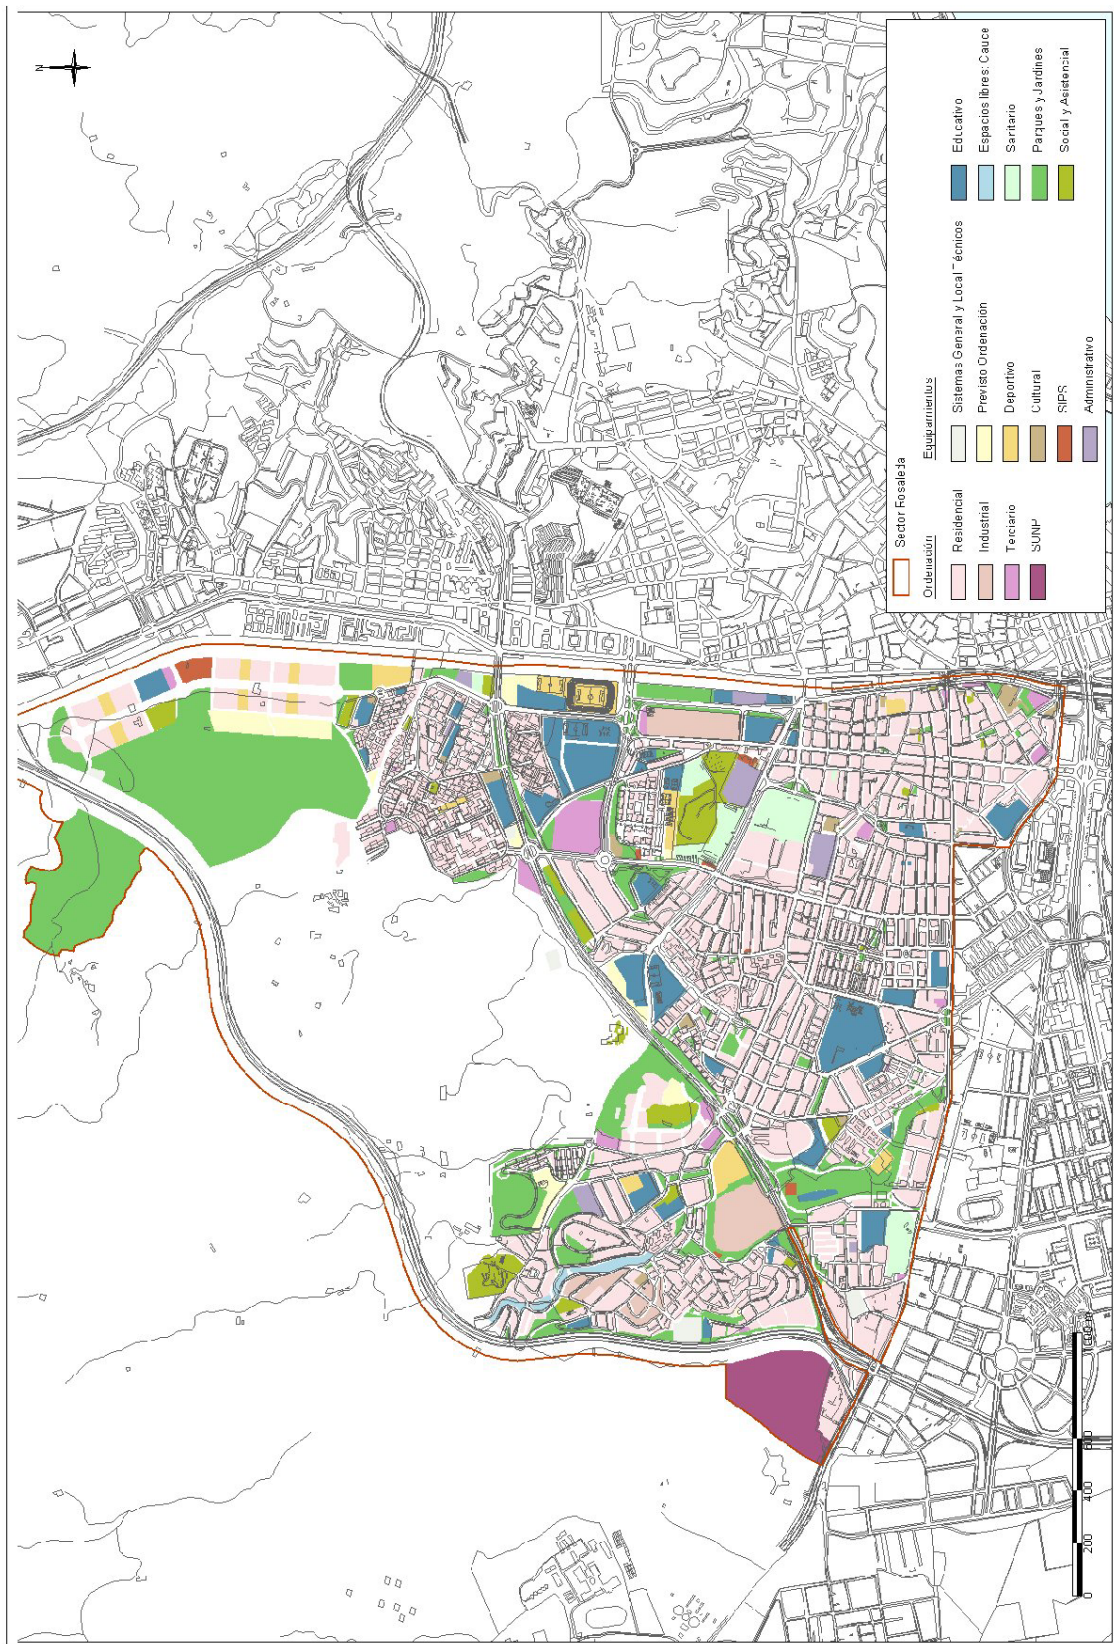 N
Sector Rosaleda
Ordenación
Residencial
Industrial
Terciario
SUNP
Equipamientos
Sistemas General y Local Técnicos
Previsto Ordenación
Deportivo
Cultural
SIPS
Administrativo
Educativo
Espacios libres: Cauce
Sanitario
Parques y Jardines
Social y Asistencial
0
200
400
600